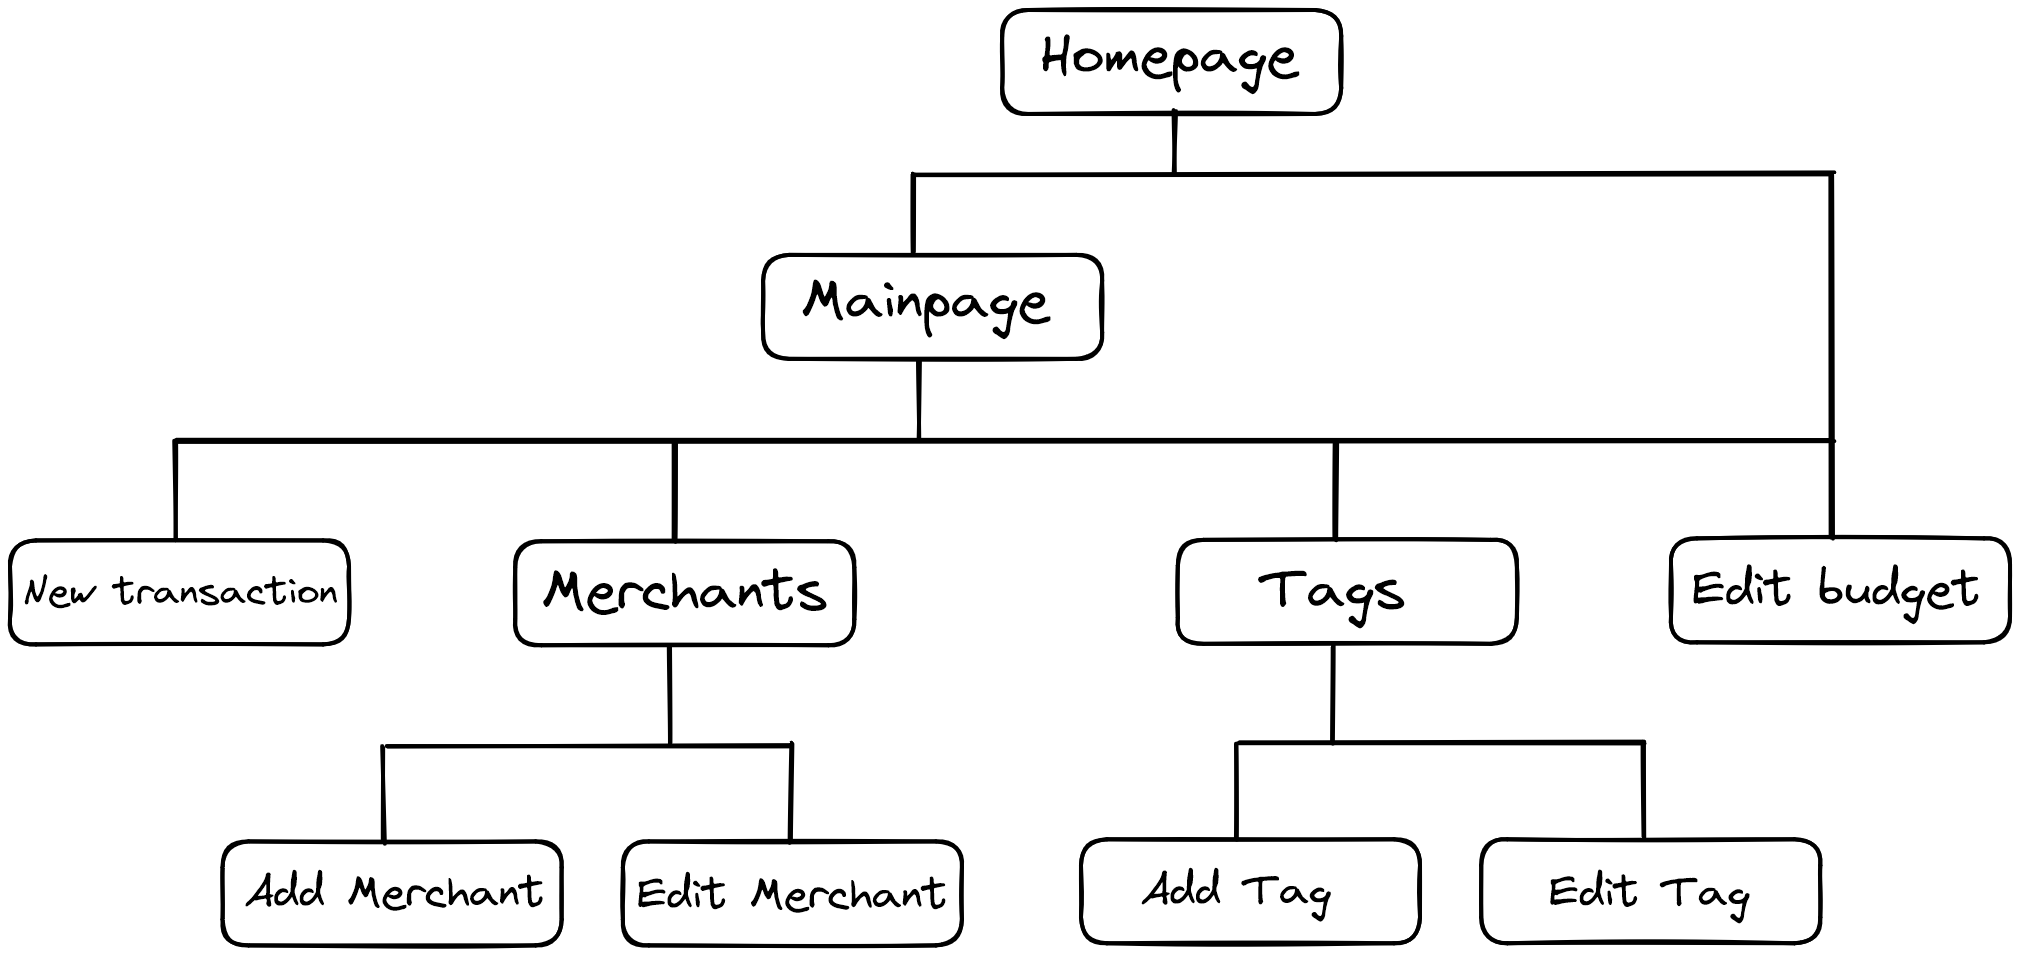 Homepage
Mainpage
New transaction
Merchants
Tags
Edit budget
Add Merchant
Edit Merchant
Add Tag
Edit Tag